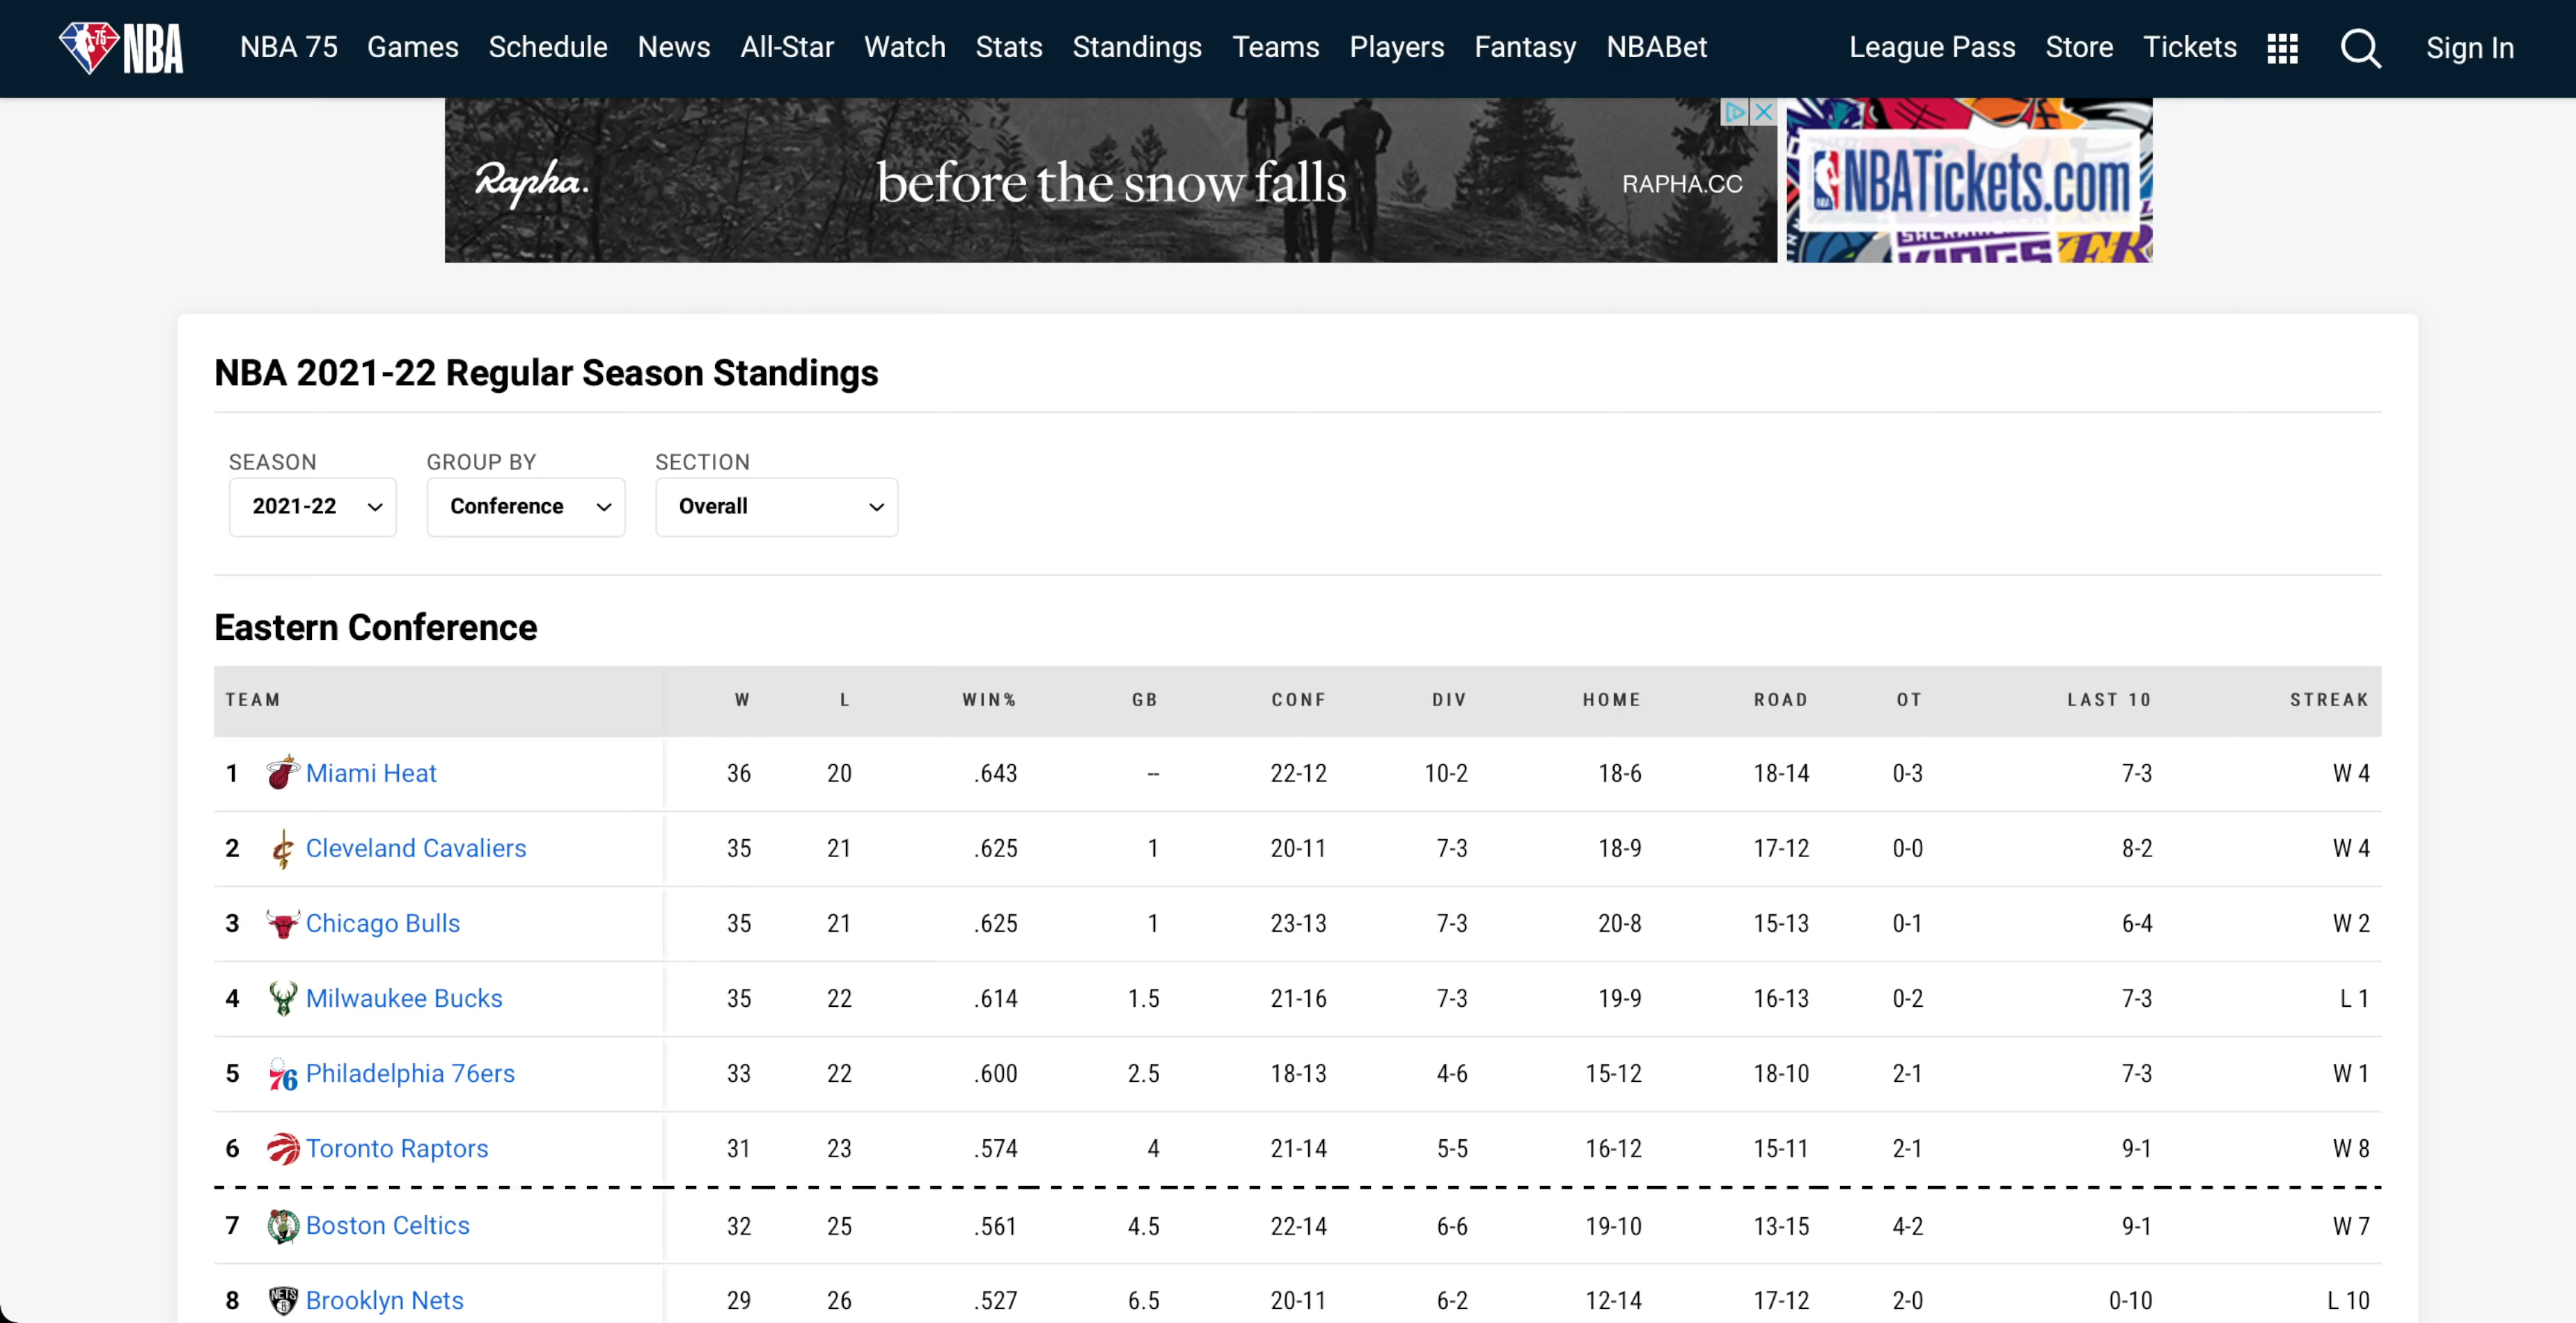 75 NBA NBA 75 Games Schedule News All-Star Watch Stats Standings Teams Players Fantasy NBABet League Pass Store Tickets Sign In
Rapha. before the snow falls RAPHA.CC NBATickets.com
KINGS
NBA 2021-22 Regular Season Standings
SEASON GROUP BY SECTION
2021-22 Conference Overall
Eastern Conference
TEAM W L WIN% GB CONF DIV HOME ROAD OT LAST 10 STREAK
1 Miami Heat 36 20 .643 -- 22-12 10-2 18-6 18-14 0-3 7-3 W 4
2 Cleveland Cavaliers 35 21 .625 1 20-11 7-3 18-9 17-12 0-0 8-2 W 4
3 Chicago Bulls 35 21 .625 1 23-13 7-3 20-8 15-13 0-1 6-4 W 2
4 Milwaukee Bucks 35 22 .614 1.5 21-16 7-3 19-9 16-13 0-2 7-3 L 1
5 76 Philadelphia 76ers 33 22 .600 2.5 18-13 4-6 15-12 18-10 2-1 7-3 W 1
6 Toronto Raptors 31 23 .574 4 21-14 5-5 16-12 15-11 2-1 9-1 W 8
7 Boston Celtics 32 25 .561 4.5 22-14 6-6 19-10 13-15 4-2 9-1 W 7
8 NETS B Brooklyn Nets 29 26 .527 6.5 20-11 6-2 12-14 17-12 2-0 0-10 L 10